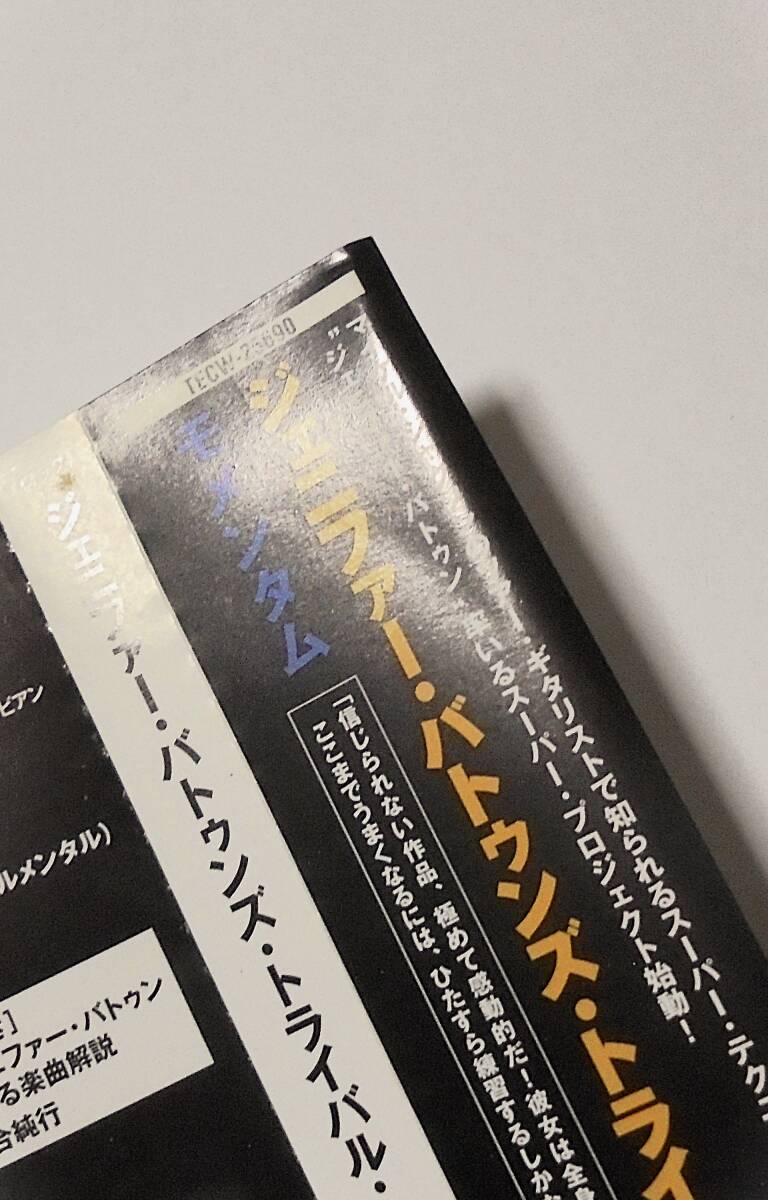 ジェニファー・バトゥンズ・トライ
モメンタム
ギタリストで知られるスーパー・テク
バトゥン
いるスーパー・プロジェクト始動！
「信じられない作品、極めて感動的だ！彼女は全身
ここまでうまくなるには、ひたすら練習するしか
ジェニファー・バトゥンズ・トライバル・
ビアン
ルメンタル）
ェファー・バトゥン
る楽曲解説
合純行